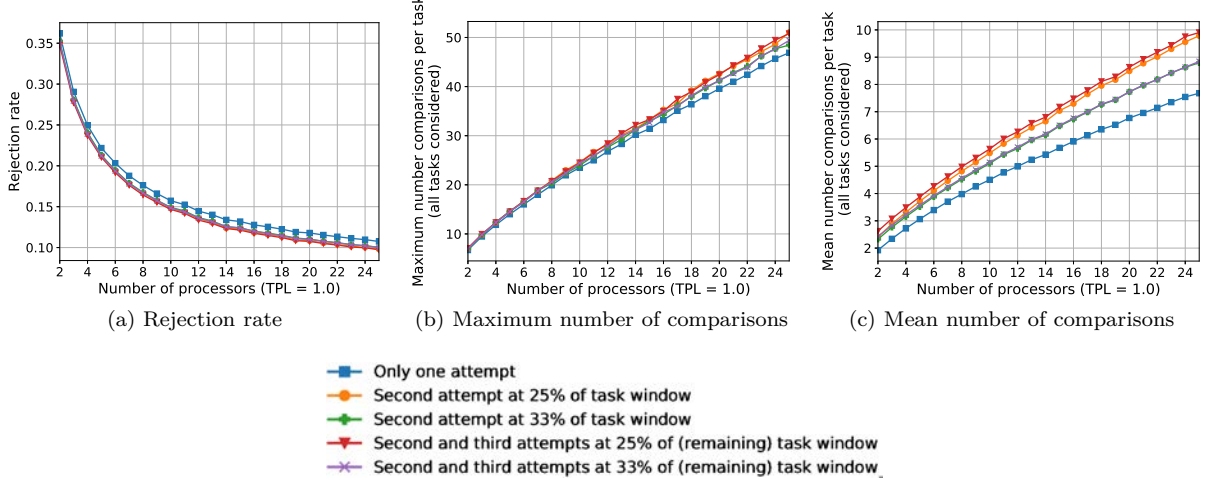 0.35
0.30
0.25
0.20
0.15
0.10
Rejection rate
2 4 6 8 10 12 14 16 18 20 22 24
Number of processors (TPL = 1.0)
(a) Rejection rate
50
40
30
20
10
Maximum number comparisons per task
(all tasks considered)
2 4 6 8 10 12 14 16 18 20 22 24
Number of processors (TPL = 1.0)
(b) Maximum number of comparisons
10
9
8
7
6
5
4
3
2
Mean number comparisons per task
(all tasks considered)
2 4 6 8 10 12 14 16 18 20 22 24
Number of processors (TPL = 1.0)
(c) Mean number of comparisons
Only one attempt
Second attempt at 25% of task window
Second attempt at 33% of task window
Second and third attempts at 25% of (remaining) task window
Second and third attempts at 33% of (remaining) task window